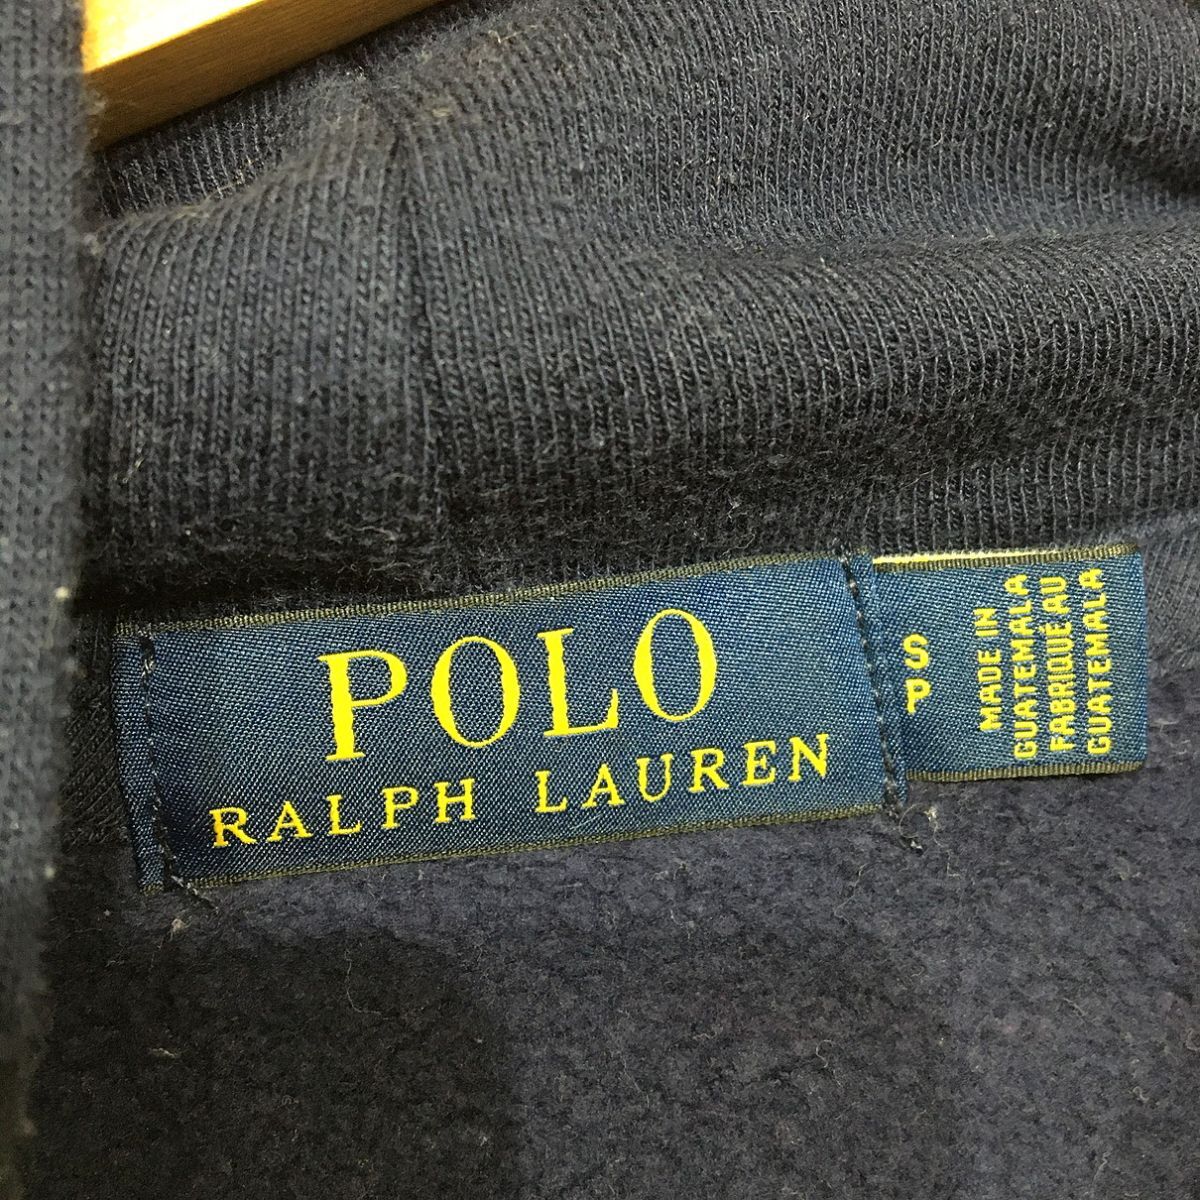 POLO
RALPH LAUREN
S
P
MADE IN
GUATEMALA
FABRIQUÉ AU
GUATEMALA